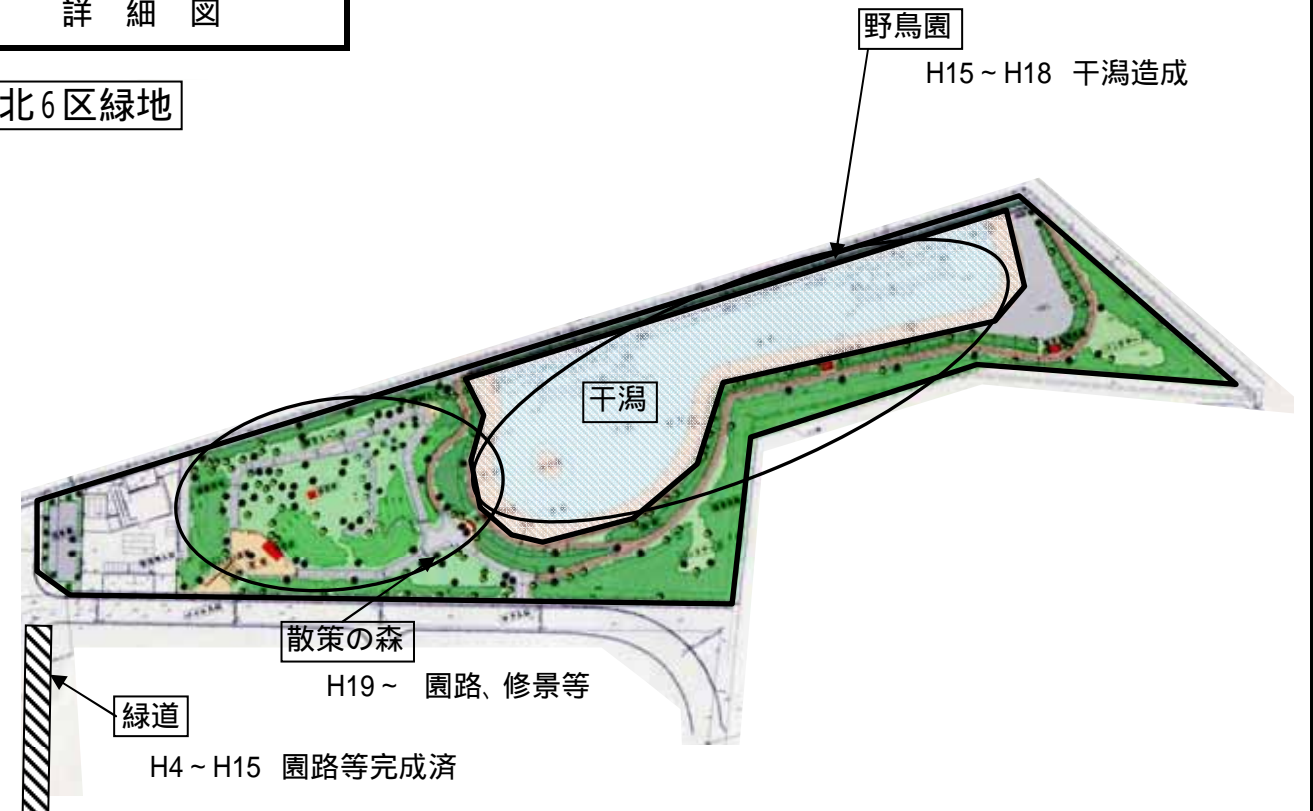 詳 細 図
北6区緑地
野鳥園
H15~H18 干潟造成
干潟
散策の森
H19~ 園路、修景等
緑道
H4~H15 園路等完成済